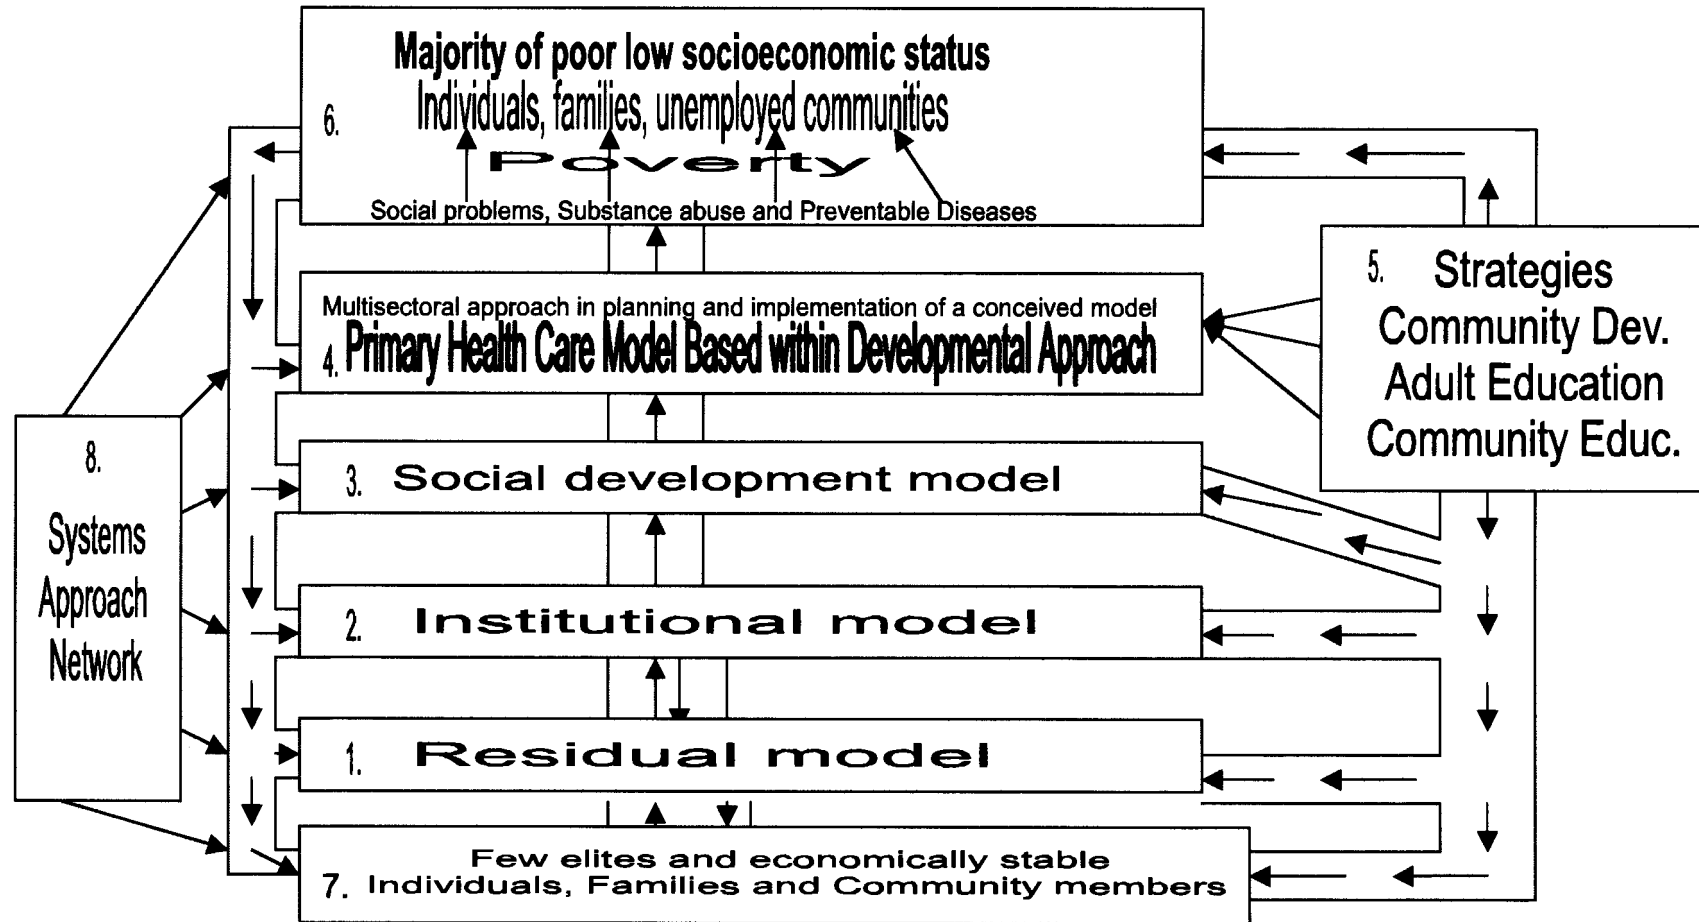 Majority of poor low socioeconomic status
6. Individuals, families, unemployed communities
Poverty
Social problems, Substance abuse and Preventable Diseases
Multisectoral approach in planning and implementation of a conceived model
4. Primary Health Care Model Based within Developmental Approach
5. Strategies
Community Dev.
Adult Education
Community Educ.
3. Social development model
8.
Systems
Approach
Network
2. Institutional model
1. Residual model
Few elites and economically stable
7. Individuals, Families and Community members